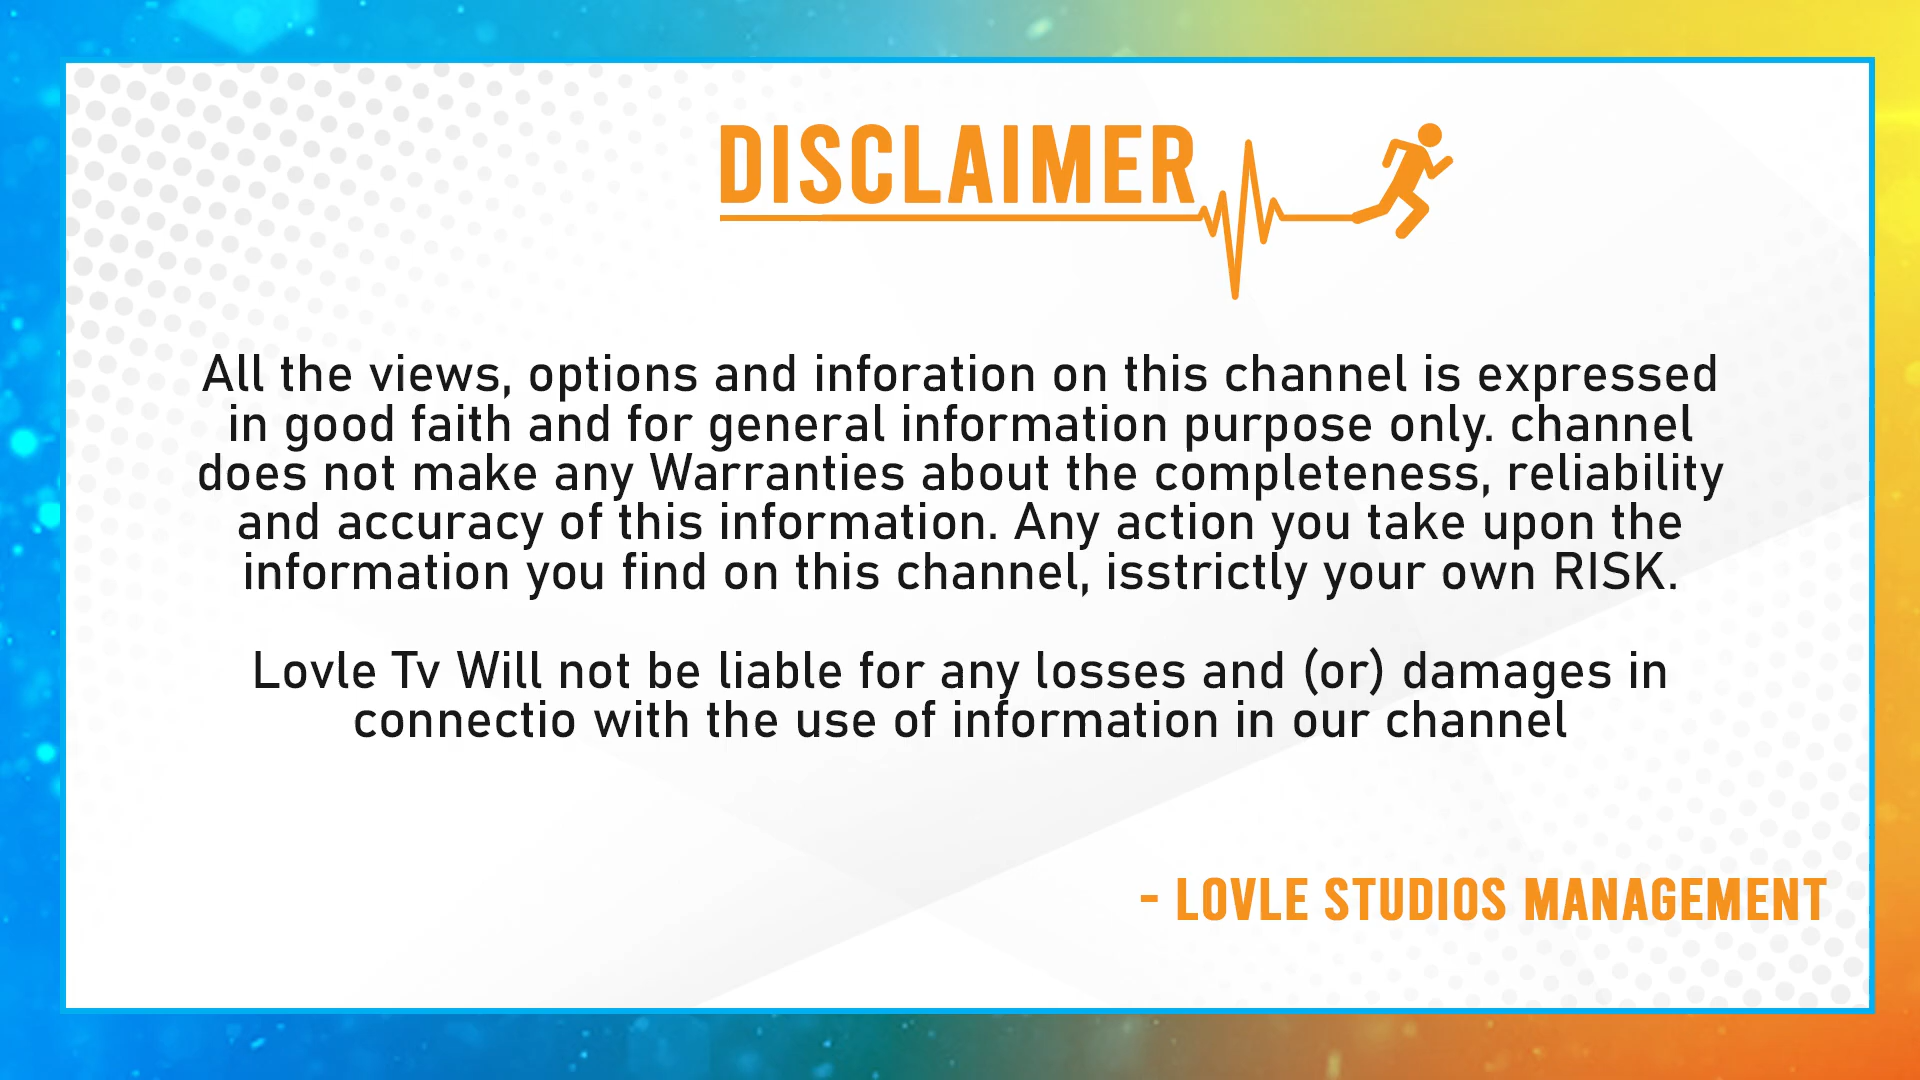 DISCLAIMER
All the views, options and inforation on this channel is expressed
in good faith and for general information purpose only. channel
does not make any Warranties about the completeness, reliability
and accuracy of this information. Any action you take upon the
information you find on this channel, isstrictly your own RISK.
Lovle Tv Will not be liable for any losses and (or) damages in
connectio with the use of information in our channel
- LOVLE STUDIOS MANAGEMENT